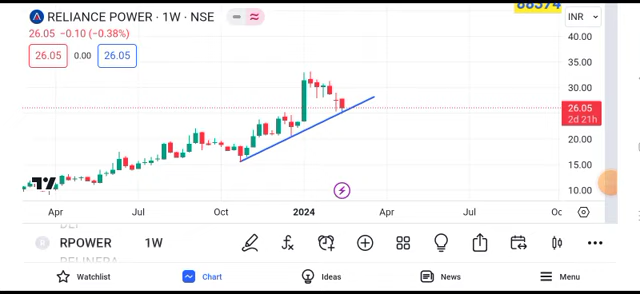 RELIANCE POWER · 1W · NSE
INR
26.05 −0.10 (−0.38%)
26.05 0.00 26.05
40.00
35.00
30.00
26.05
2d 21h
20.00
15.00
10.00
Apr Jul Oct 2024 Apr Jul
RPOWER 1W
Watchlist Chart Ideas News Menu